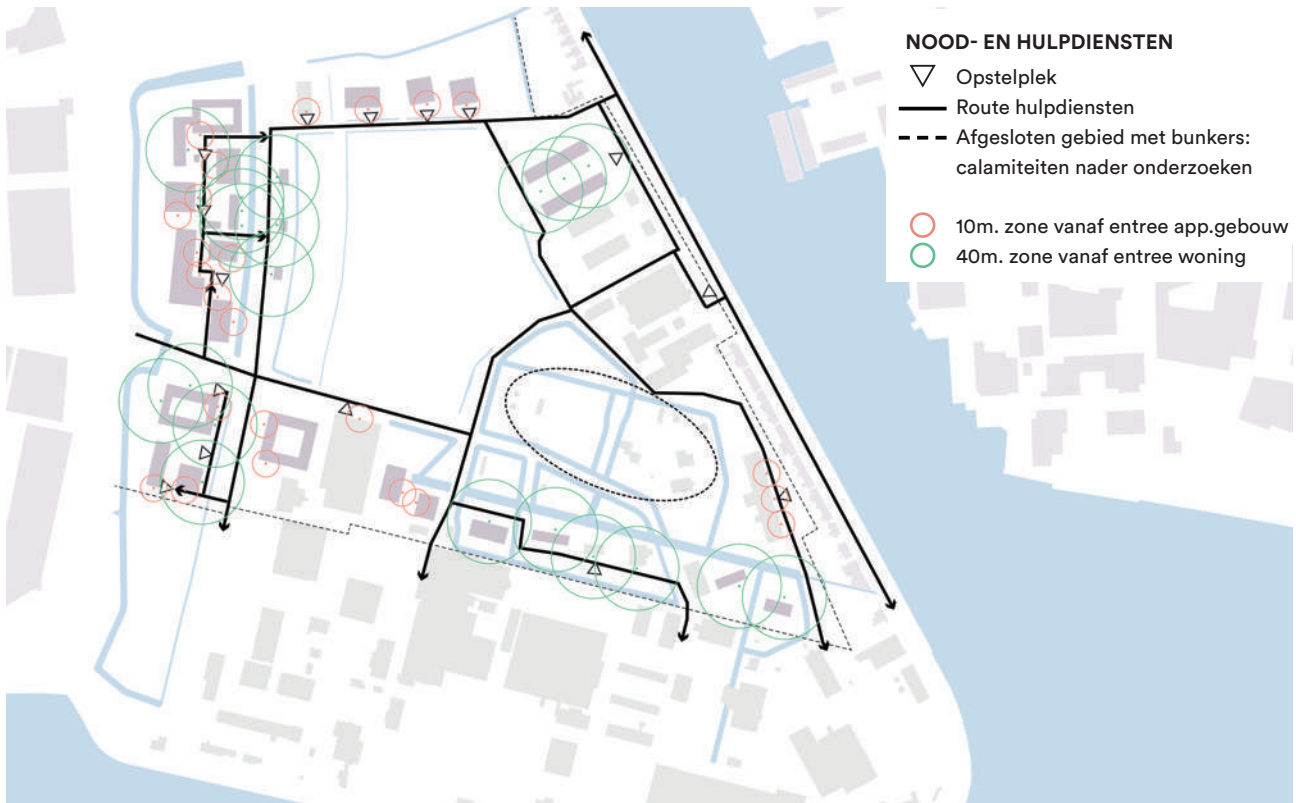 NOOD- EN HULPDIENSTEN
Opstelplek
Route hulpdiensten
Afgesloten gebied met bunkers:
calamiteiten nader onderzoeken
10m. zone vanaf entree app.gebouw
40m. zone vanaf entree woning